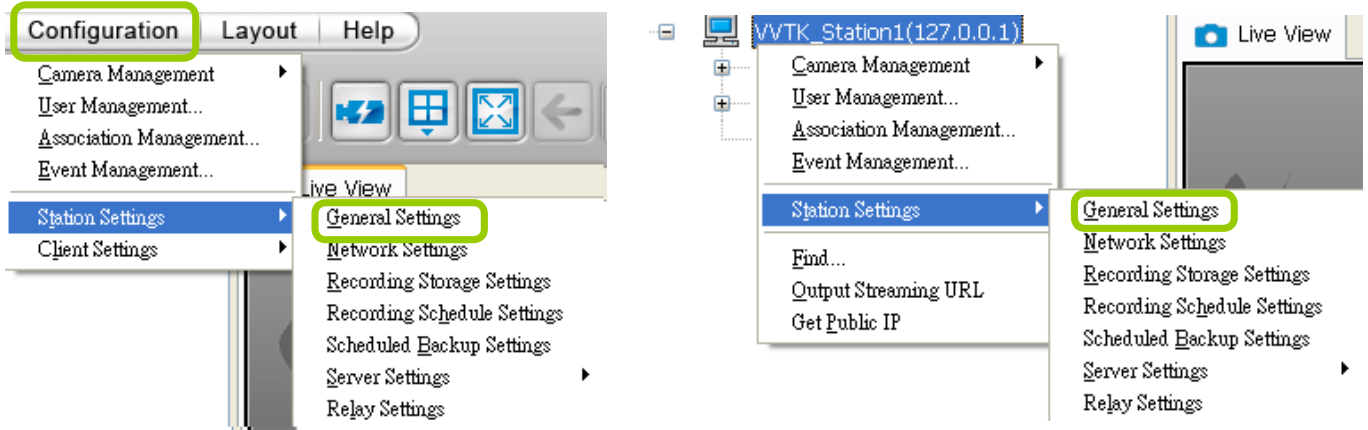 Configuration Layout Help
Camera Management
User Management...
Association Management...
Event Management...
Live View
Station Settings
General Settings
Client Settings
Network Settings
Recording Storage Settings
Recording Schedule Settings
Scheduled Backup Settings
Server Settings
Relay Settings
VVTK_Station1(127.0.0.1)
Live View
Camera Management
User Management...
Association Management...
Event Management...
Station Settings
General Settings
Find...
Network Settings
Output Streaming URL
Recording Storage Settings
Get Public IP
Recording Schedule Settings
Scheduled Backup Settings
Server Settings
Relay Settings